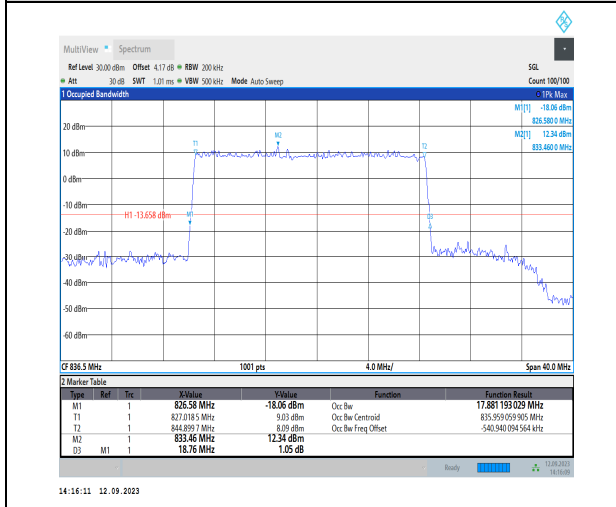 MultiView Spectrum
Ref Level 30.00 dBm Offset 4.17 dB RBW 200 kHz SGL
Att 30 dB SWT 1.01 ms VBW 500 kHz Mode Auto Sweep Count 100/100
1 Occupied Bandwidth 1Pk Max
M1[1] -18.06 dBm
826.580 0 MHz
M2[1] 12.34 dBm
833.460 0 MHz
20 dBm
M2
T1 T2
10 dBm
0 dBm
-10 dBm
H1 -13.658 dBm M1 D3
-20 dBm
-30 dBm
-40 dBm
-50 dBm
-60 dBm
CF 836.5 MHz 1001 pts 4.0 MHz/ Span 40.0 MHz
2 Marker Table
Type Ref Trc X-Value Y-Value Function Function Result
M1 1 826.58 MHz -18.06 dBm Occ Bw 17.881 193 029 MHz
T1 1 827.018 5 MHz 9.03 dBm Occ Bw Centroid 835.959 059 905 MHz
T2 1 844.899 7 MHz 8.09 dBm Occ Bw Freq Offset -540.940 094 564 kHz
M2 1 833.46 MHz 12.34 dBm
D3 M1 1 18.76 MHz 1.05 dB
Ready 12.09.2023
14:16:09
14:16:11 12.09.2023